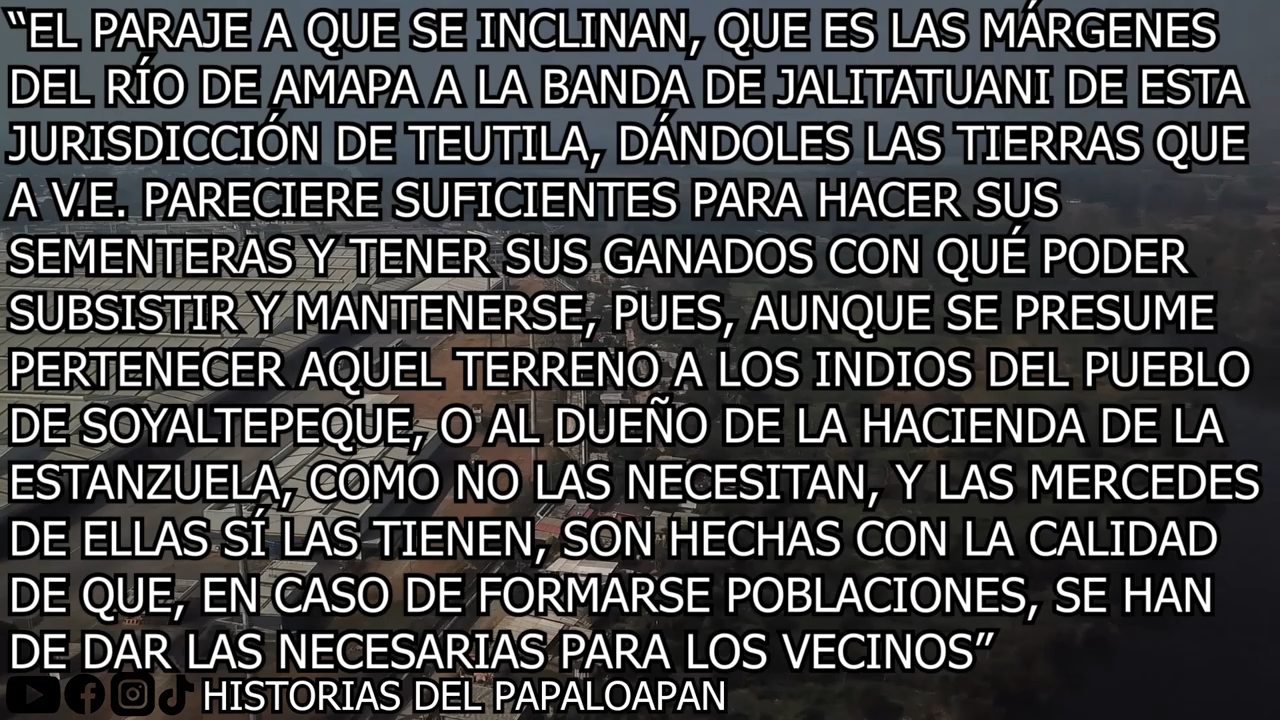 “EL PARAJE A QUE SE INCLINAN, QUE ES LAS MÁRGENES
DEL RÍO DE AMAPA A LA BANDA DE JALITATUANI DE ESTA
JURISDICCIÓN DE TEUTILA, DÁNDOLES LAS TIERRAS QUE
A V.E. PARECIERE SUFICIENTES PARA HACER SUS
SEMENTERAS Y TENER SUS GANADOS CON QUÉ PODER
SUBSISTIR Y MANTENERSE, PUES, AUNQUE SE PRESUME
PERTENECER AQUEL TERRENO A LOS INDIOS DEL PUEBLO
DE SOYALTEPEQUE, O AL DUEÑO DE LA HACIENDA DE LA
ESTANZUELA, COMO NO LAS NECESITAN, Y LAS MERCEDES
DE ELLAS SÍ LAS TIENEN, SON HECHAS CON LA CALIDAD
DE QUE, EN CASO DE FORMARSE POBLACIONES, SE HAN
DE DAR LAS NECESARIAS PARA LOS VECINOS”
HISTORIAS DEL PAPALOAPAN